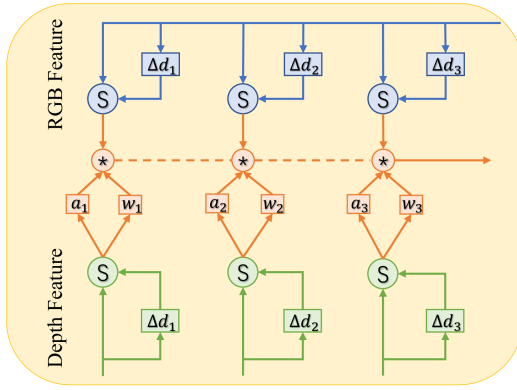 RGB Feature
Δd₁ Δd₂ Δd₃
S S S
* * *
a₁ w₁ a₂ w₂ a₃ w₃
S S S
Δd₁ Δd₂ Δd₃
Depth Feature